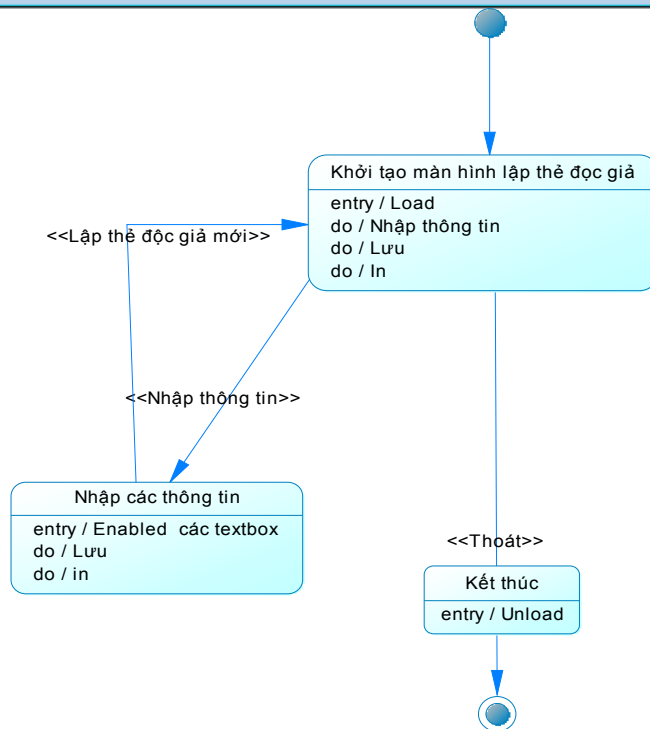 Khởi tạo màn hình lập thẻ đọc giả
entry / Load
do / Nhập thông tin
do / Lưu
do / In
<<Lập thẻ độc giả mới>>
<<Nhập thông tin>>
Nhập các thông tin
entry / Enabled các textbox
do / Lưu
do / in
<<Thoát>>
Kết thúc
entry / Unload